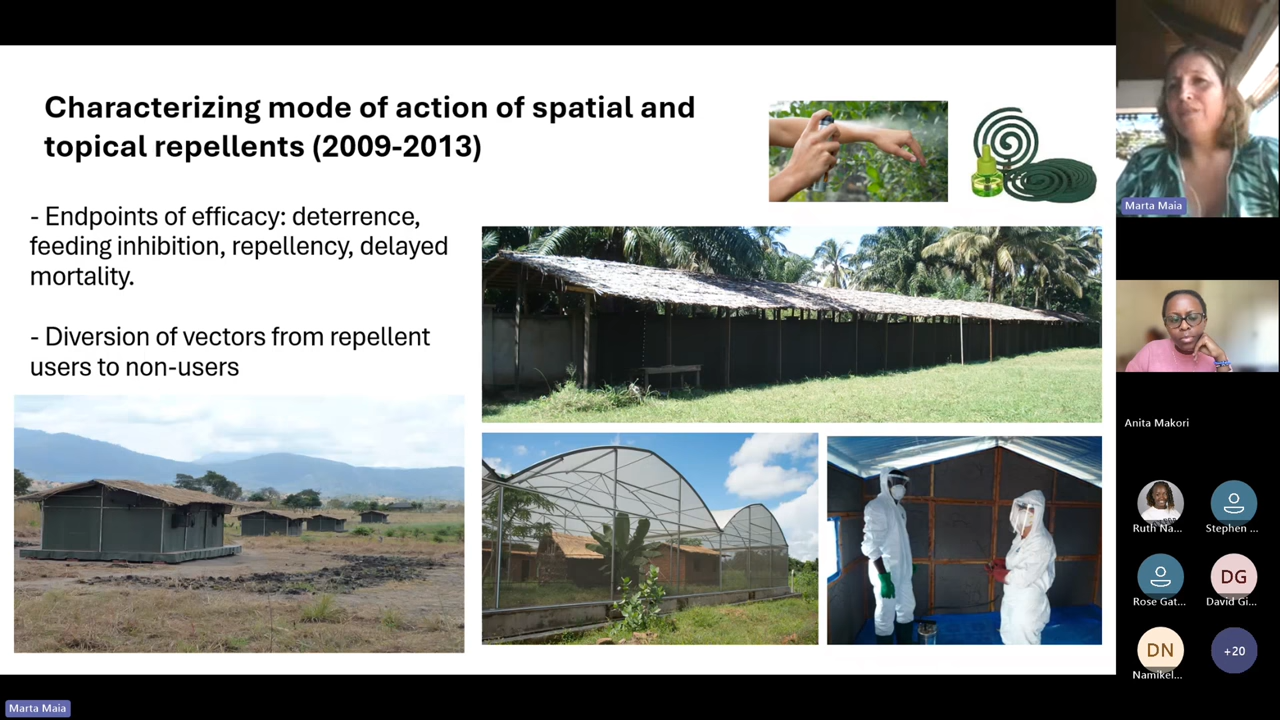 Characterizing mode of action of spatial and
topical repellents (2009-2013)
- Endpoints of efficacy: deterrence,
feeding inhibition, repellency, delayed
mortality.
- Diversion of vectors from repellent
users to non-users
Marta Maia
Anita Makori
Ruth Na...
Stephen ...
Rose Gat...
DG
David Gi...
DN
Namikel...
+20
Marta Maia